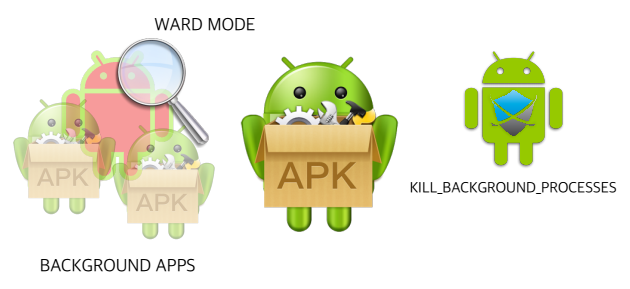 WARD MODE
APK
APK
APK
KILL_BACKGROUND_PROCESSES
BACKGROUND APPS